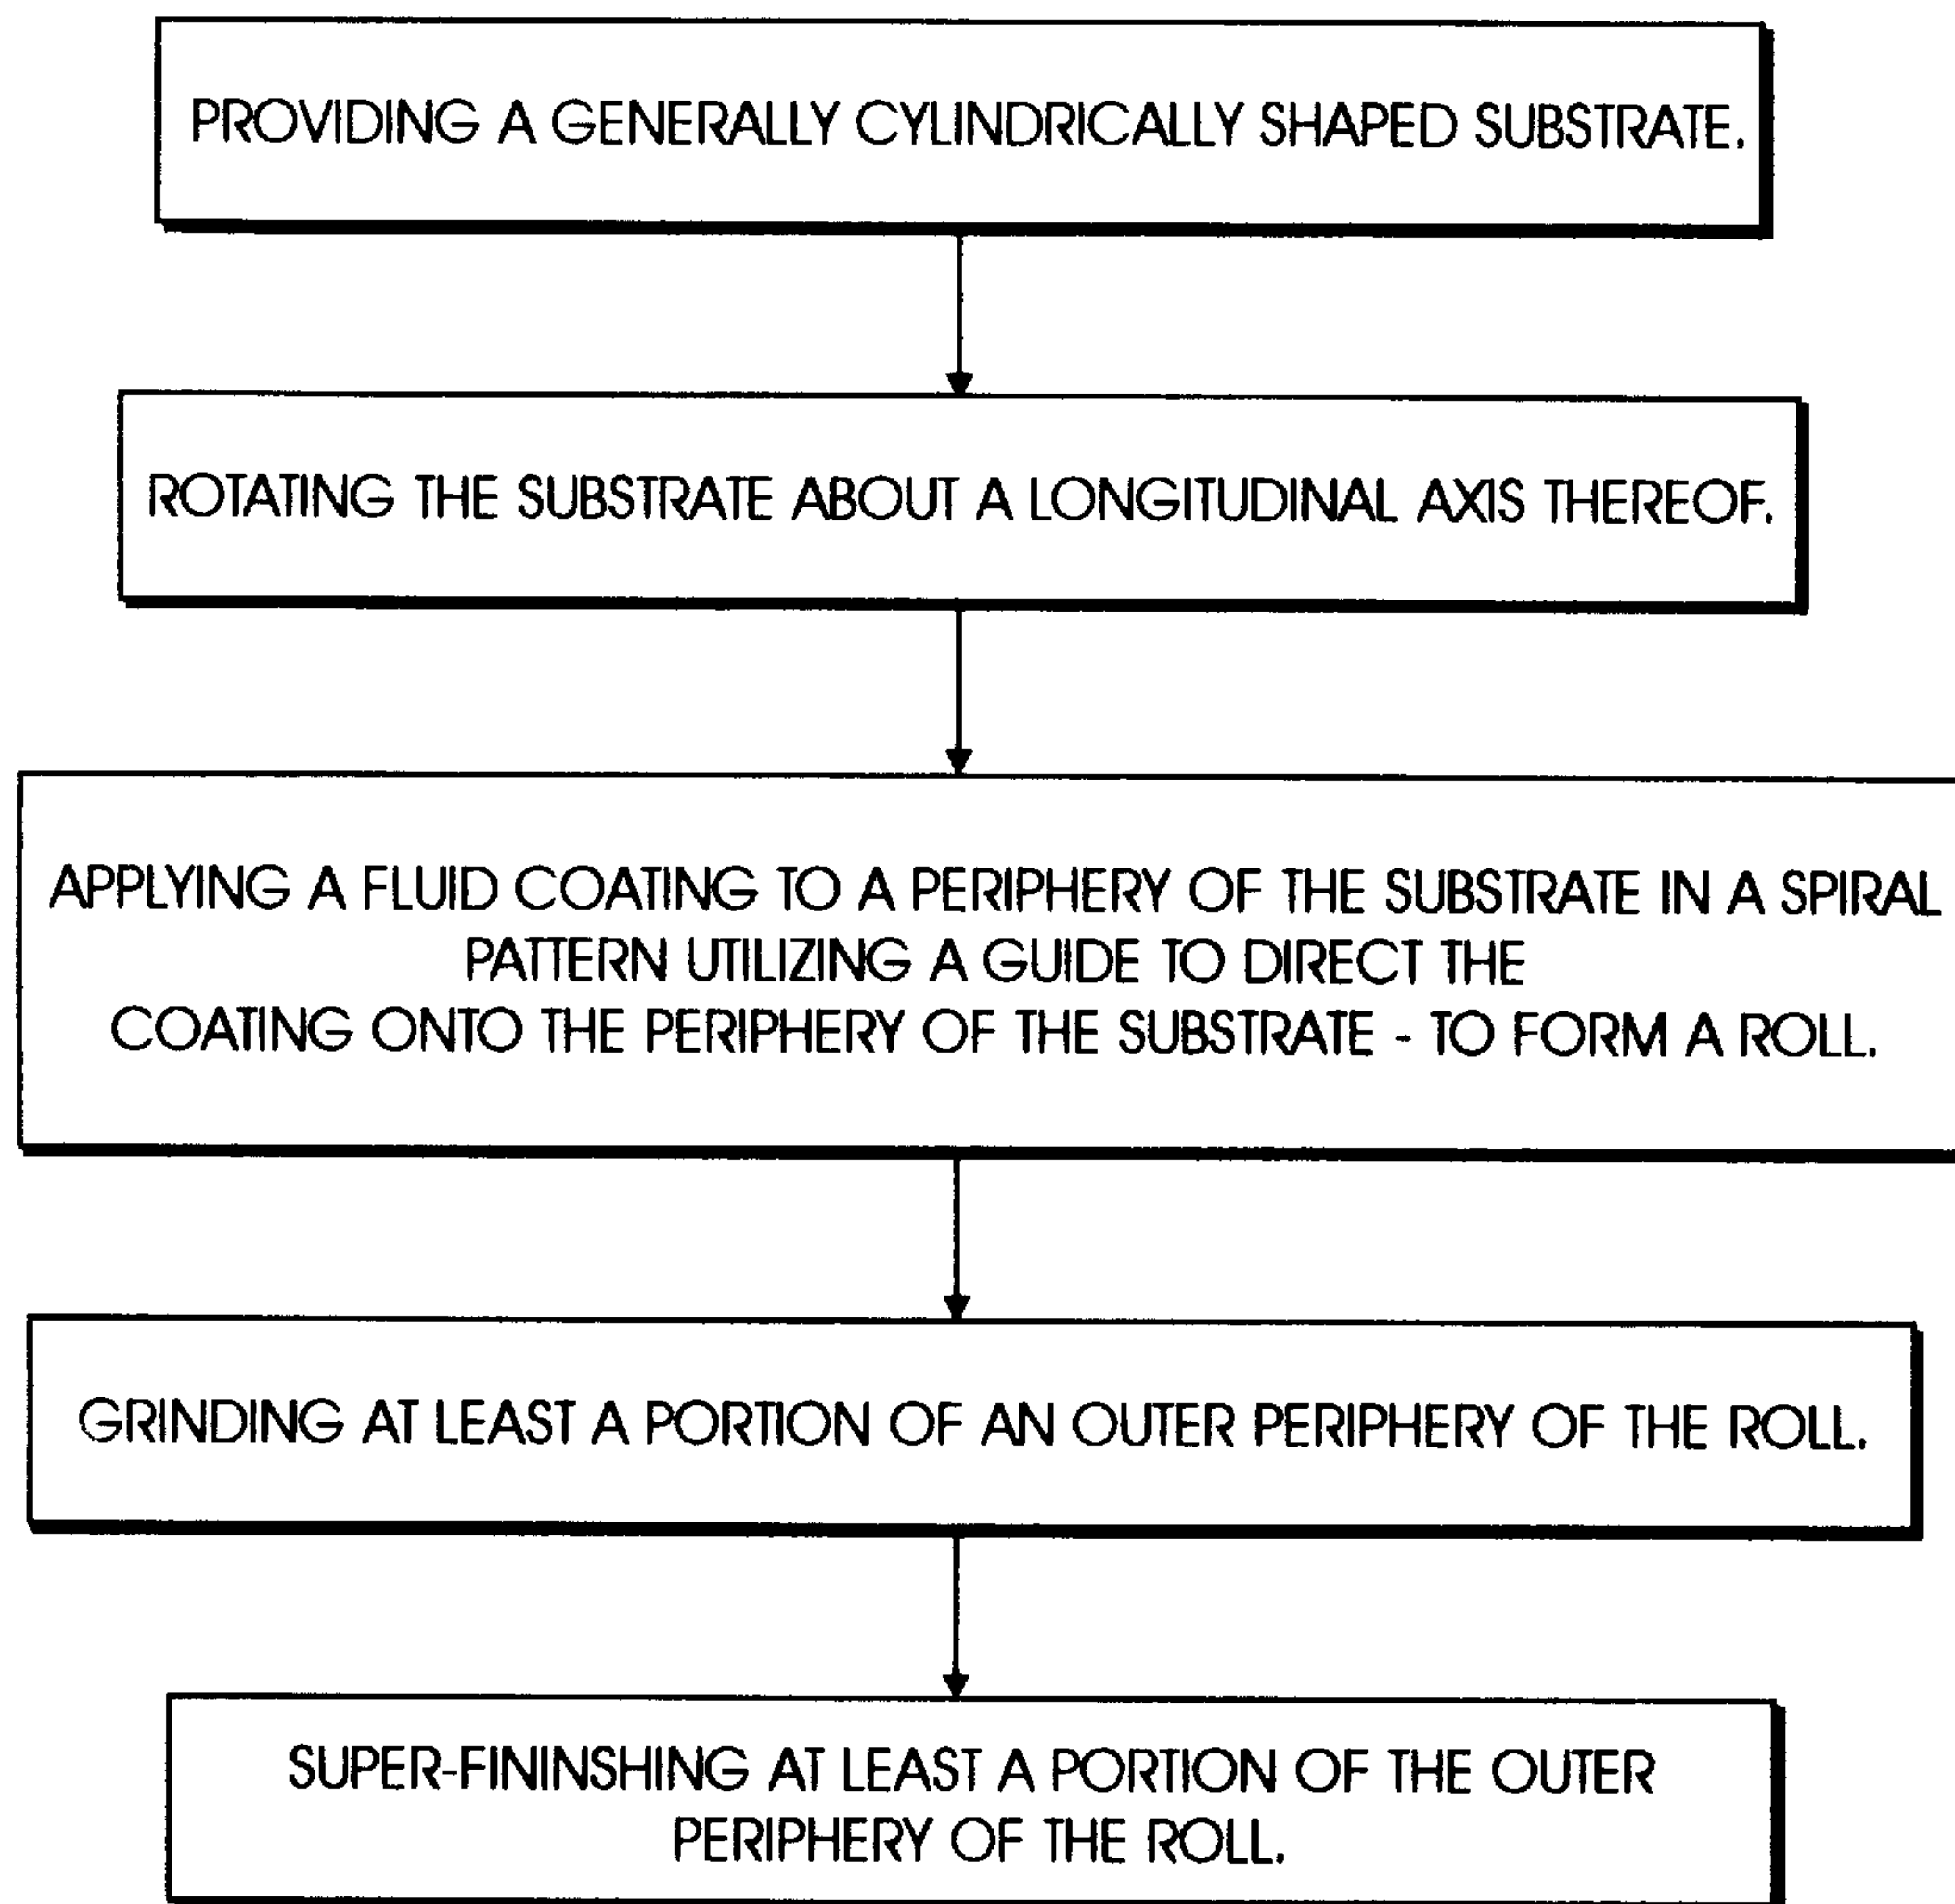 PROVIDING A GENERALLY CYLINDRICALLY SHAPED SUBSTRATE.
ROTATING THE SUBSTRATE ABOUT A LONGITUDINAL AXIS THEREOF.
APPLYING A FLUID COATING TO A PERIPHERY OF THE SUBSTRATE IN A SPIRAL
PATTERN UTILIZING A GUIDE TO DIRECT THE
COATING ONTO THE PERIPHERY OF THE SUBSTRATE - TO FORM A ROLL.
GRINDING AT LEAST A PORTION OF AN OUTER PERIPHERY OF THE ROLL.
SUPER-FININSHING AT LEAST A PORTION OF THE OUTER
PERIPHERY OF THE ROLL.